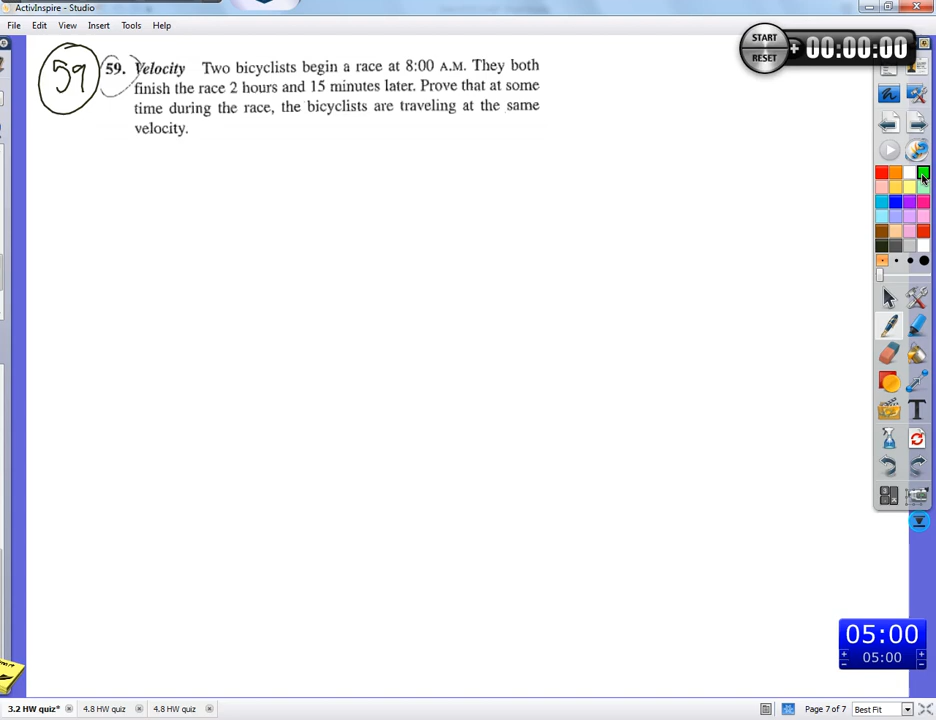 ActivInspire - Studio
File Edit View Insert Tools Help
START
RESET
00:00:00
59
59. Velocity Two bicyclists begin a race at 8:00 A.M. They both
finish the race 2 hours and 15 minutes later. Prove that at some
time during the race, the bicyclists are traveling at the same
velocity.
T
05:00
05:00
3.2 HW quiz* 4.8 HW quiz 4.8 HW quiz Page 7 of 7 Best Fit